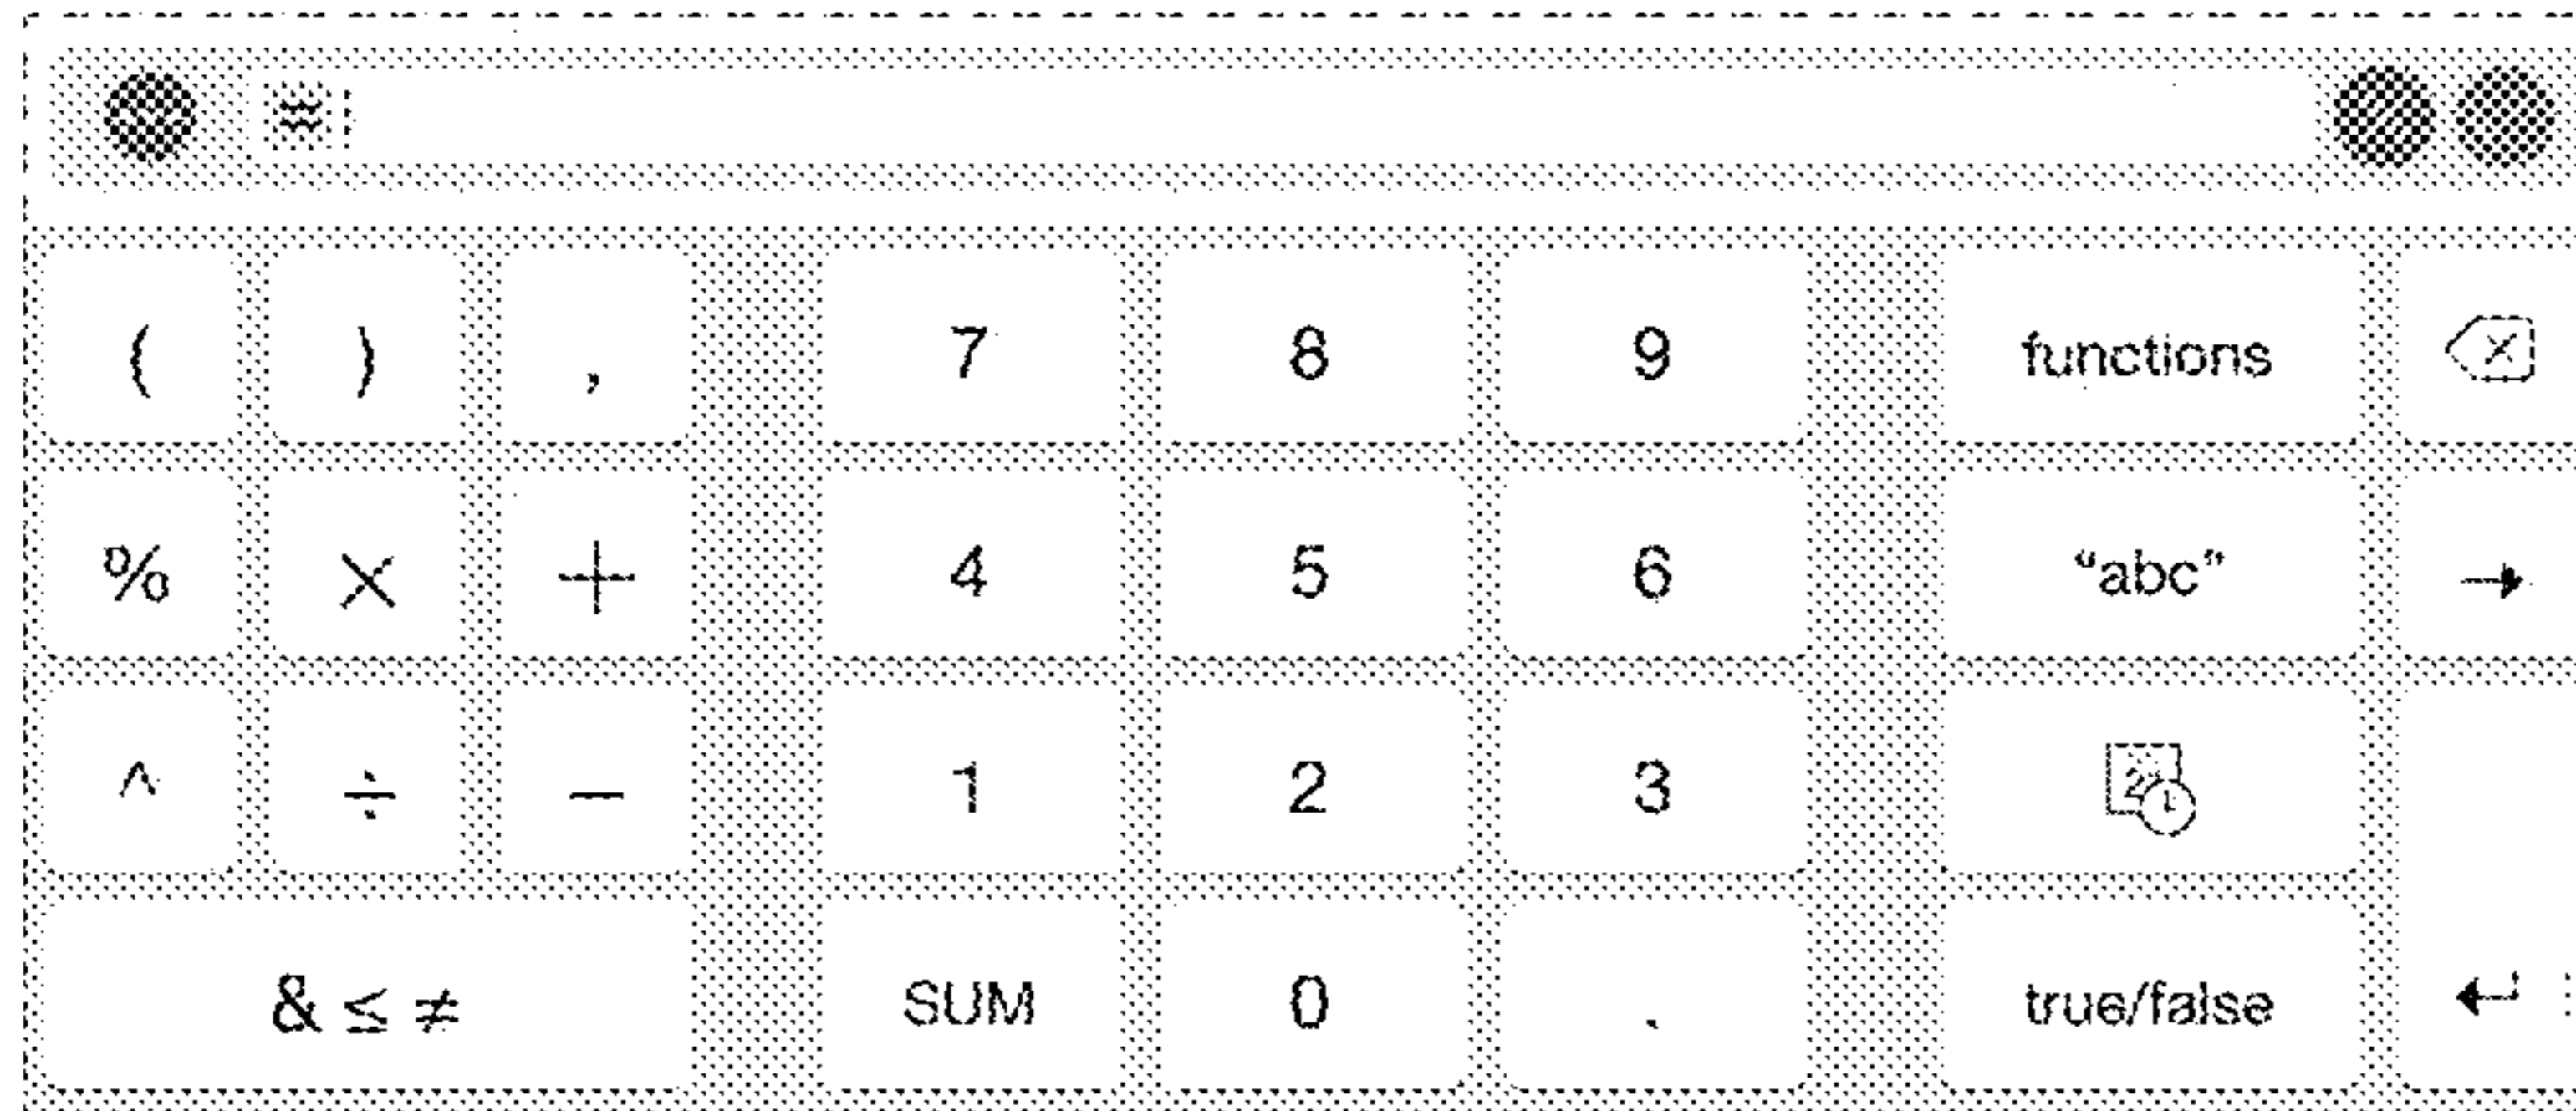 ( ) , 7 8 9 functions
% × + 4 5 6 “abc” →
^ ÷ − 1 2 3
& ≤ ≠ SUM 0 . true/false ↵